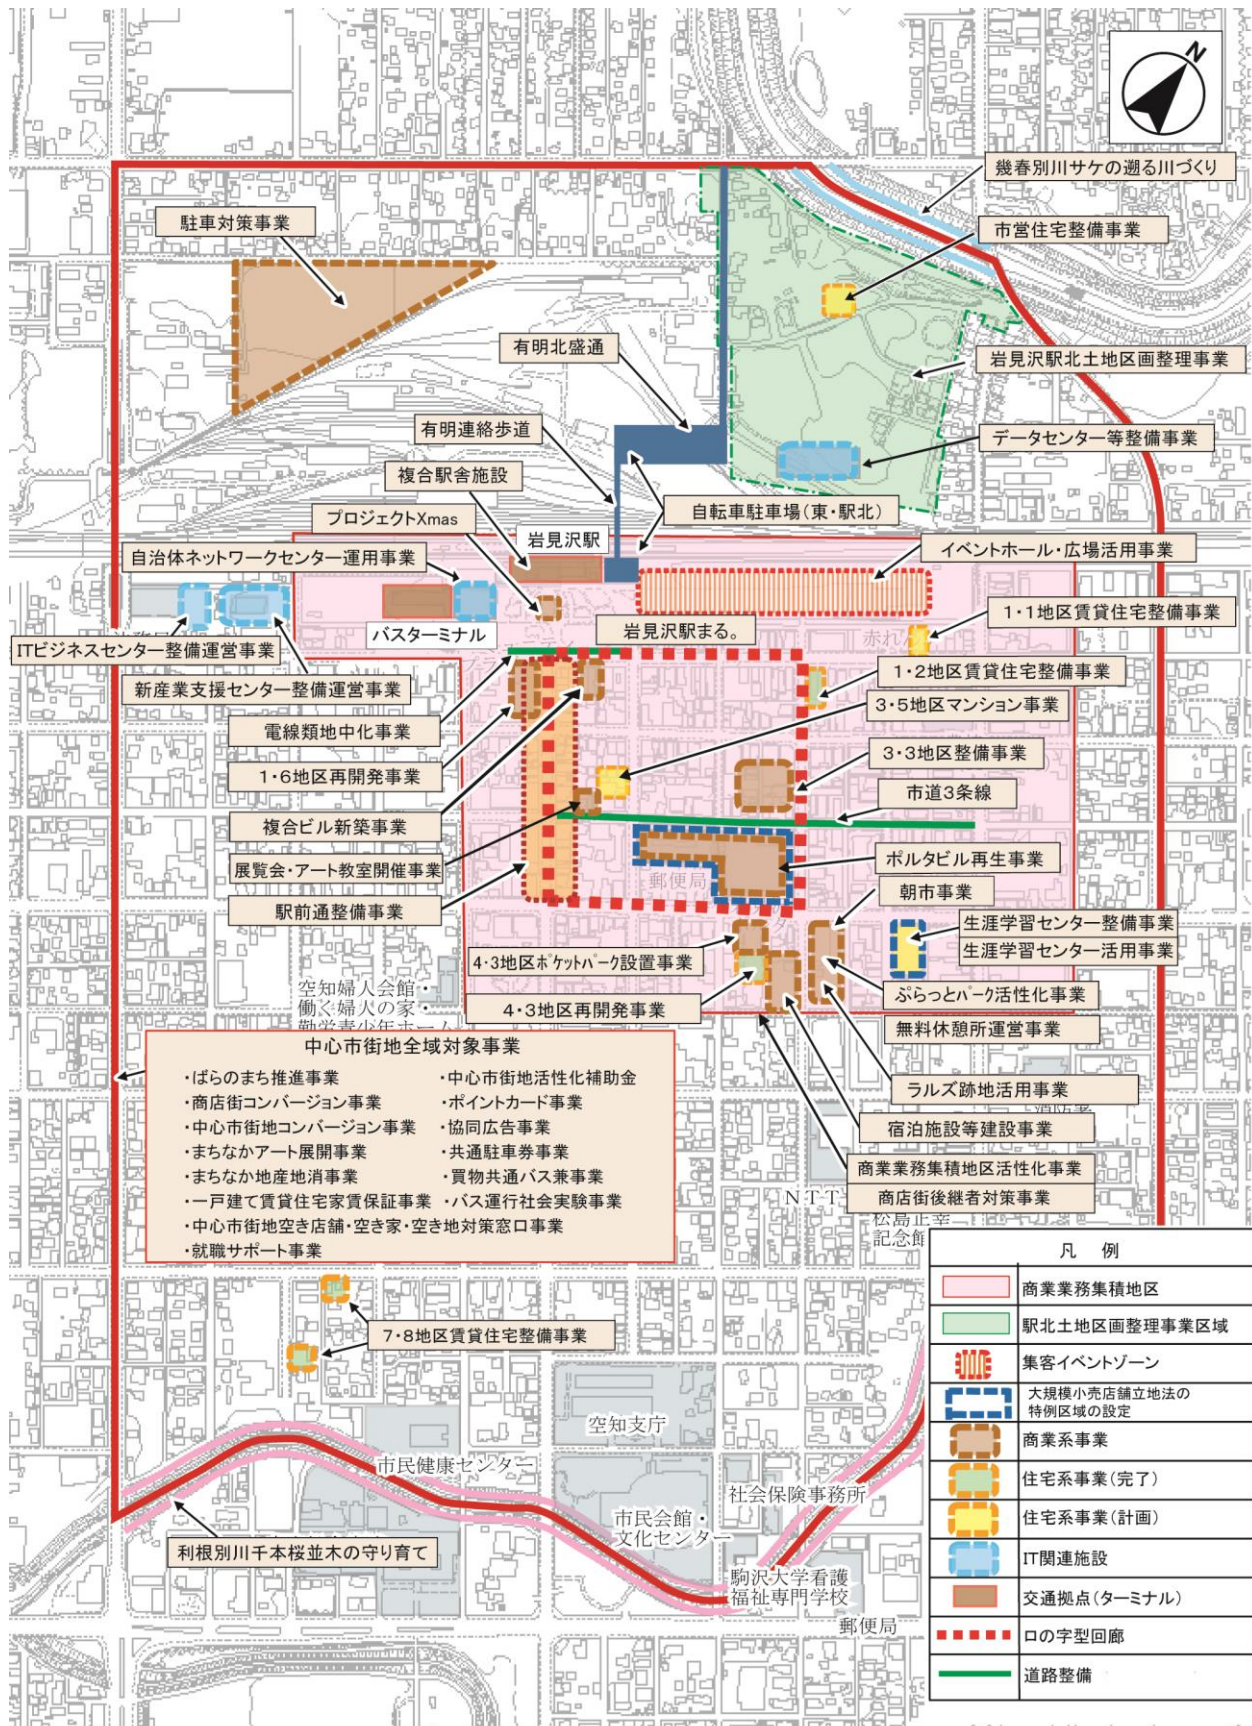 N
幾春別川サケの遡る川づくり
駐車対策事業
市営住宅整備事業
有明北盛通
岩見沢駅北土地区画整理事業
有明連絡歩道
データセンター等整備事業
複合駅舎施設
プロジェクトXmas
岩見沢駅
自転車駐車場(東・駅北)
自治体ネットワークセンター運用事業
イベントホール・広場活用事業
1・1地区賃貸住宅整備事業
バスターミナル
岩見沢駅まる。
赤れ
ITビジネスセンター整備運営事業
1・2地区賃貸住宅整備事業
新産業支援センター整備運営事業
3・5地区マンション事業
電線類地中化事業
3・3地区整備事業
1・6地区再開発事業
市道3条線
複合ビル新築事業
展覧会・アート教室開催事業
郵便局
ポルタビル再生事業
駅前通整備事業
朝市事業
生涯学習センター整備事業
生涯学習センター活用事業
4・3地区ポケットパーク設置事業
ぷらっとパーク活性化事業
空知婦人会館・
働く婦人の家・
勤労青少年ホーム
4・3地区再開発事業
無料休憩所運営事業
中心市街地全域対象事業
・ばらのまち推進事業
・中心市街地活性化補助金
・商店街コンバージョン事業
・ポイントカード事業
・中心市街地コンバージョン事業
・協同広告事業
・まちなかアート展開事業
・共通駐車券事業
・まちなか地産地消事業
・買物共通バス兼事業
・一戸建て賃貸住宅家賃保証事業
・バス運行社会実験事業
・中心市街地空き店舗・空き家・空き地対策窓口事業
・就職サポート事業
ラルズ跡地活用事業
消防署
宿泊施設等建設事業
商業業務集積地区活性化事業
商店街後継者対策事業
NTT
松島正幸
記念館
7・8地区賃貸住宅整備事業
空知支庁
市民健康センター
社会保険事務所
市民会館・
文化センター
利根別川千本桜並木の守り育て
駒沢大学看護
福祉専門学校
郵便局
凡 例
商業業務集積地区
駅北土地区画整理事業区域
集客イベントゾーン
大規模小売店舗立地法の
特例区域の設定
商業系事業
住宅系事業(完了)
住宅系事業(計画)
IT関連施設
交通拠点(ターミナル)
ロの字型回廊
道路整備